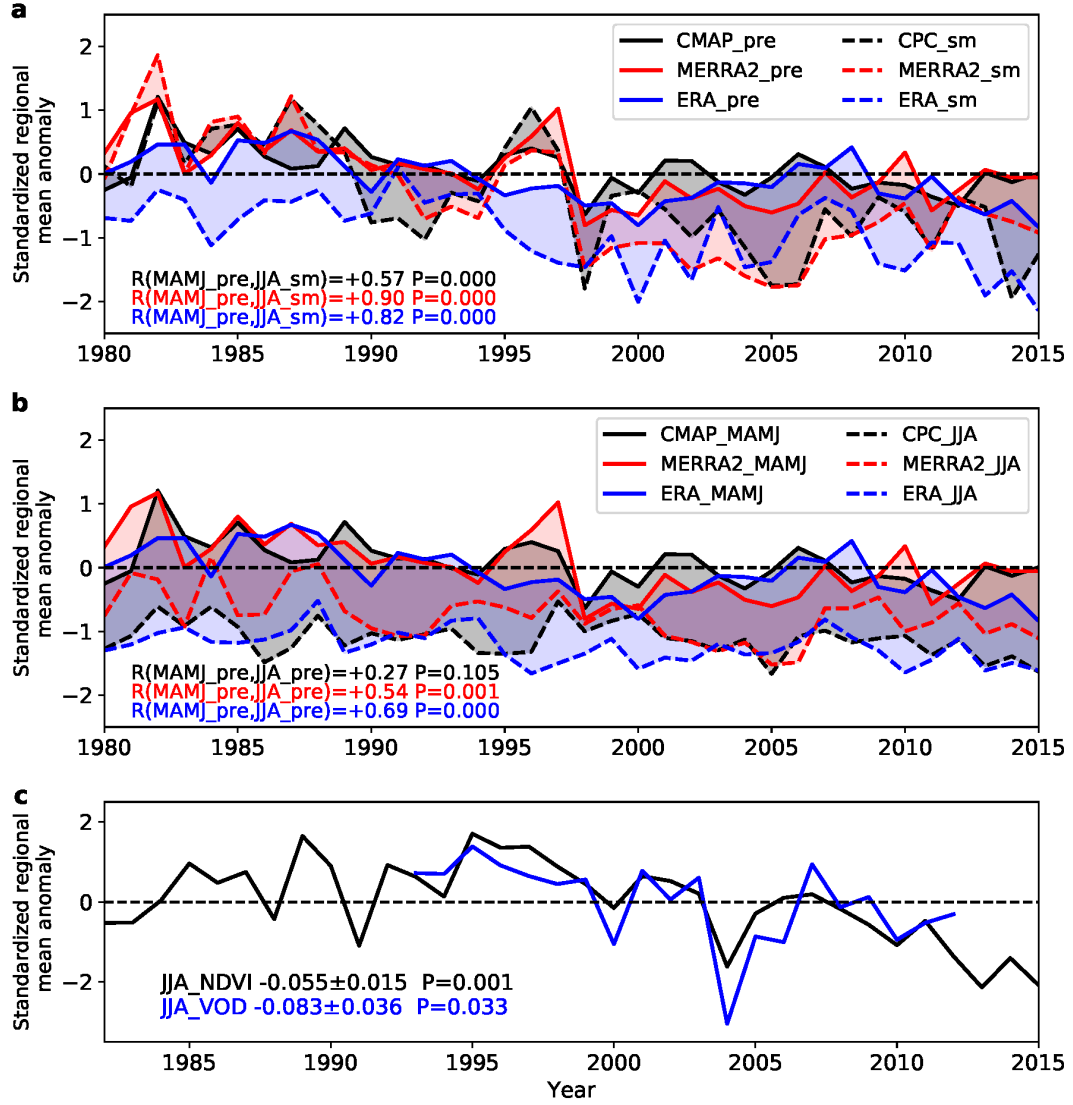 a
Standardized regional
mean anomaly
2
1
0
−1
−2
CMAP_pre
MERRA2_pre
ERA_pre
CPC_sm
MERRA2_sm
ERA_sm
R(MAMJ_pre,JJA_sm)=+0.57 P=0.000
R(MAMJ_pre,JJA_sm)=+0.90 P=0.000
R(MAMJ_pre,JJA_sm)=+0.82 P=0.000
1980 1985 1990 1995 2000 2005 2010 2015
b
Standardized regional
mean anomaly
2
1
0
−1
−2
CMAP_MAMJ
MERRA2_MAMJ
ERA_MAMJ
CPC_JJA
MERRA2_JJA
ERA_JJA
R(MAMJ_pre,JJA_pre)=+0.27 P=0.105
R(MAMJ_pre,JJA_pre)=+0.54 P=0.001
R(MAMJ_pre,JJA_pre)=+0.69 P=0.000
1980 1985 1990 1995 2000 2005 2010 2015
c
Standardized regional
mean anomaly
2
0
−2
JJA_NDVI -0.055±0.015 P=0.001
JJA_VOD -0.083±0.036 P=0.033
1985 1990 1995 2000 2005 2010 2015
Year